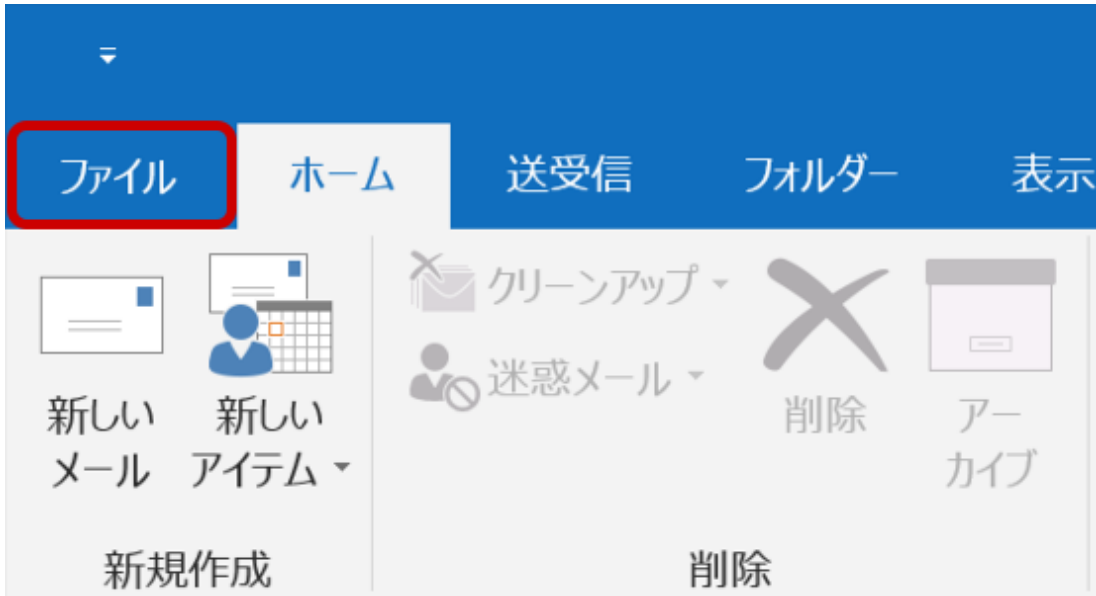 ファイル
ホーム
送受信
フォルダー
表示
新しい
メール
新しい
アイテム
クリーンアップ
迷惑メール
削除
アー
カイブ
新規作成
削除